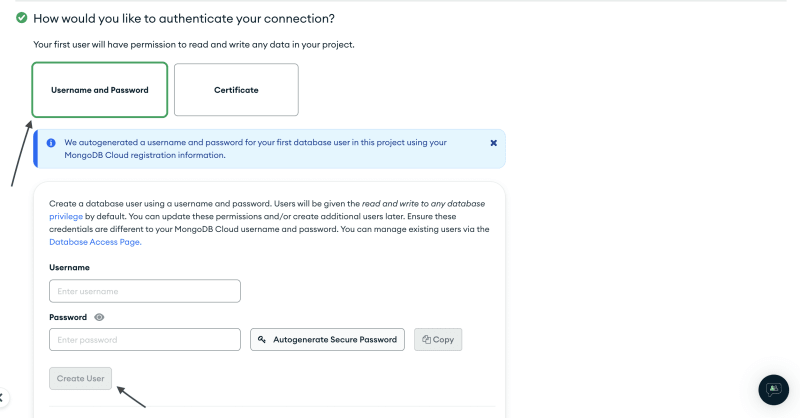 How would you like to authenticate your connection?
Your first user will have permission to read and write any data in your project.
Username and Password
Certificate
We autogenerated a username and password for your first database user in this project using your
MongoDB Cloud registration information.
Create a database user using a username and password. Users will be given the read and write to any database
privilege by default. You can update these permissions and/or create additional users later. Ensure these
credentials are different to your MongoDB Cloud username and password. You can manage existing users via the
Database Access Page.
Username
Enter username
Password
Enter password
Autogenerate Secure Password
Copy
Create User